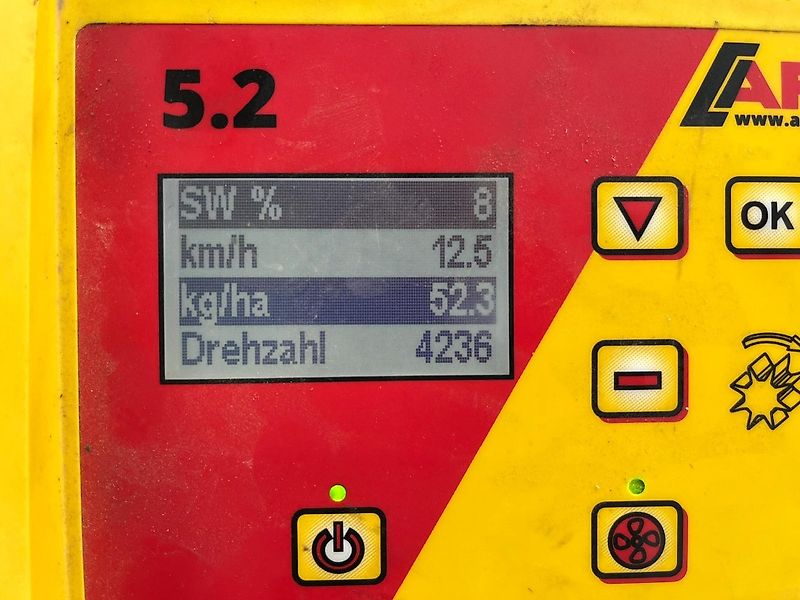 5.2
www.a
SW % 8
km/h 12.5
kg/ha 52.3
Drehzahl 4236
OK